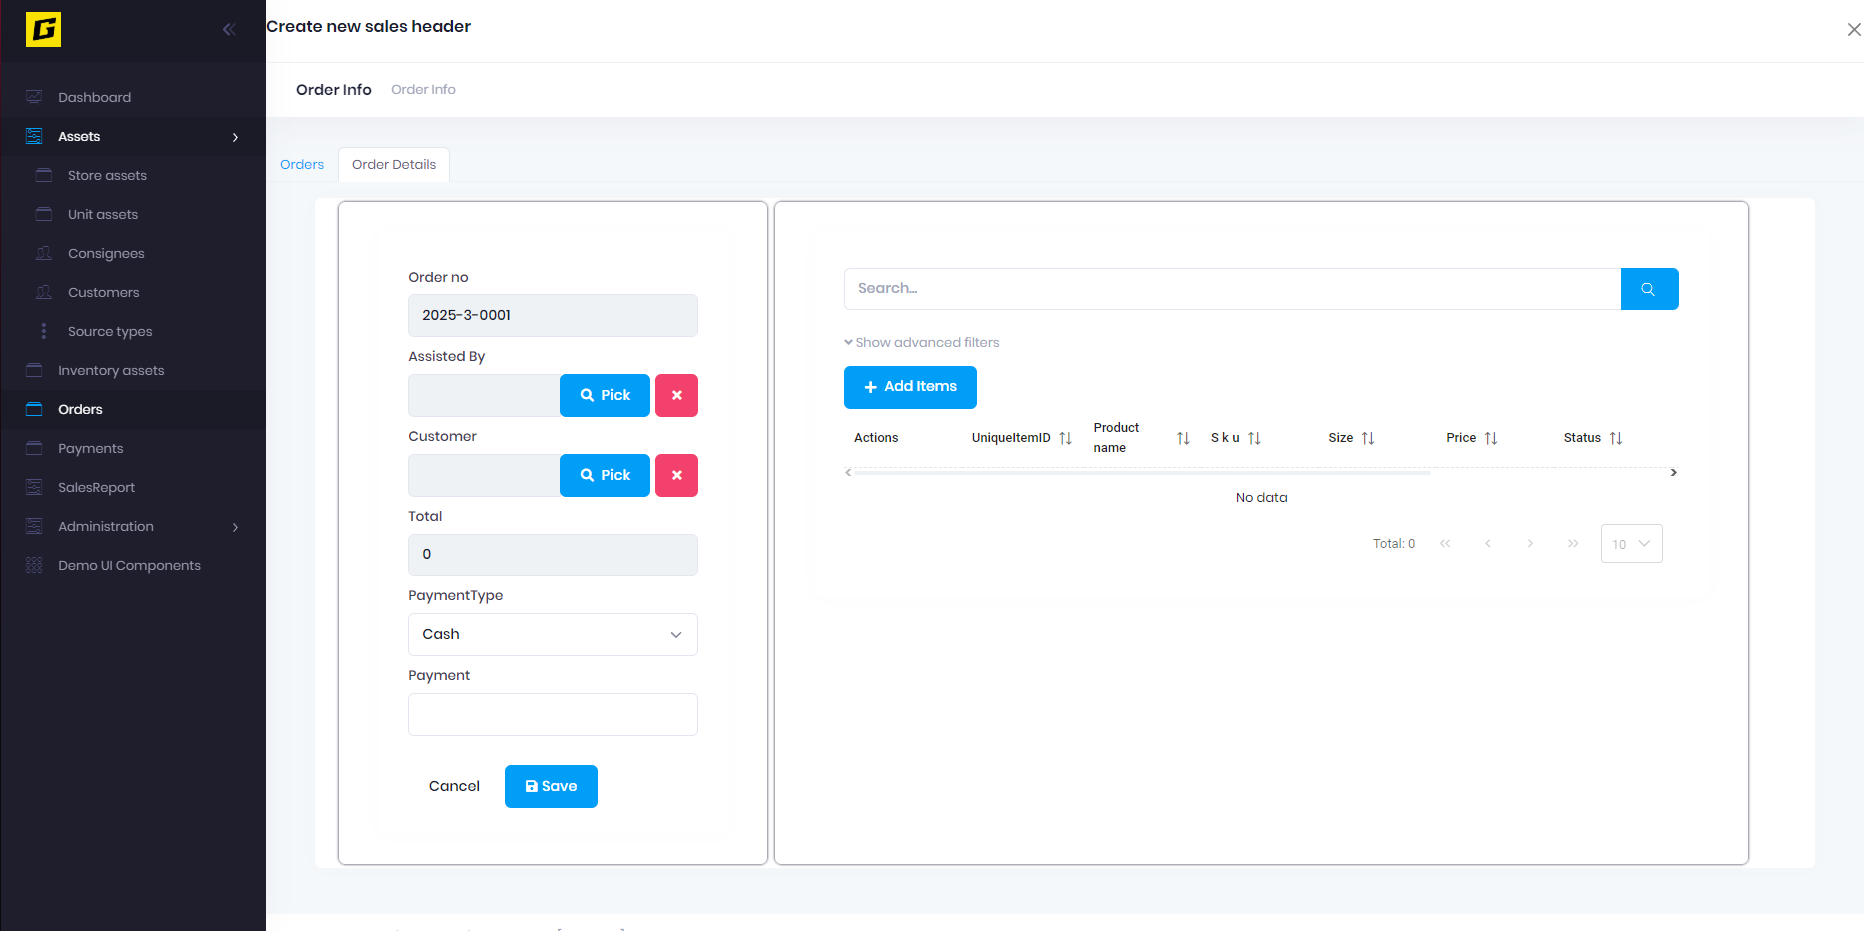 Create new sales header
Order Info Order Info
Dashboard
Assets
Store assets
Unit assets
Consignees
Customers
Source types
Inventory assets
Orders
Payments
SalesReport
Administration
Demo UI Components
Orders
Order Details
Order no
2025-3-0001
Assisted By
Pick
Customer
Pick
Total
0
PaymentType
Cash
Payment
Cancel
Save
Search...
Show advanced filters
Add Items
Actions UniqueItemID Product name S k u Size Price Status
No data
Total: 0
10